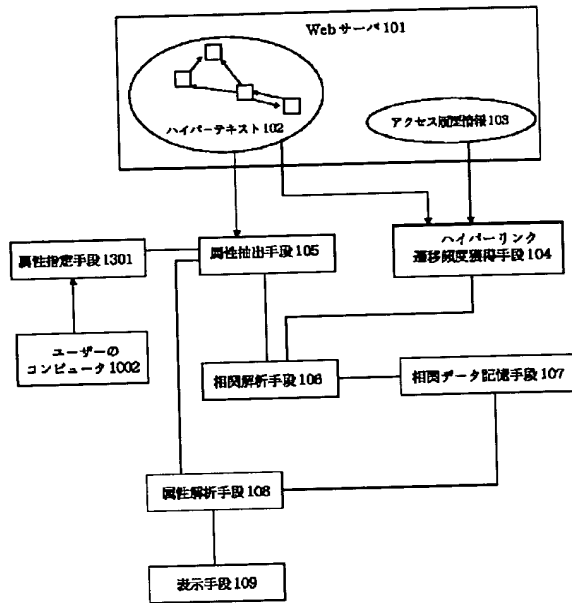 Webサーバ101
ハイパーテキスト102
アクセス履歴情報103
属性指定手段1301
属性抽出手段105
ハイパーリンク
遷移頻度獲得手段104
ユーザーの
コンピュータ1002
相関解析手段106
相関データ記憶手段107
属性解析手段108
表示手段109